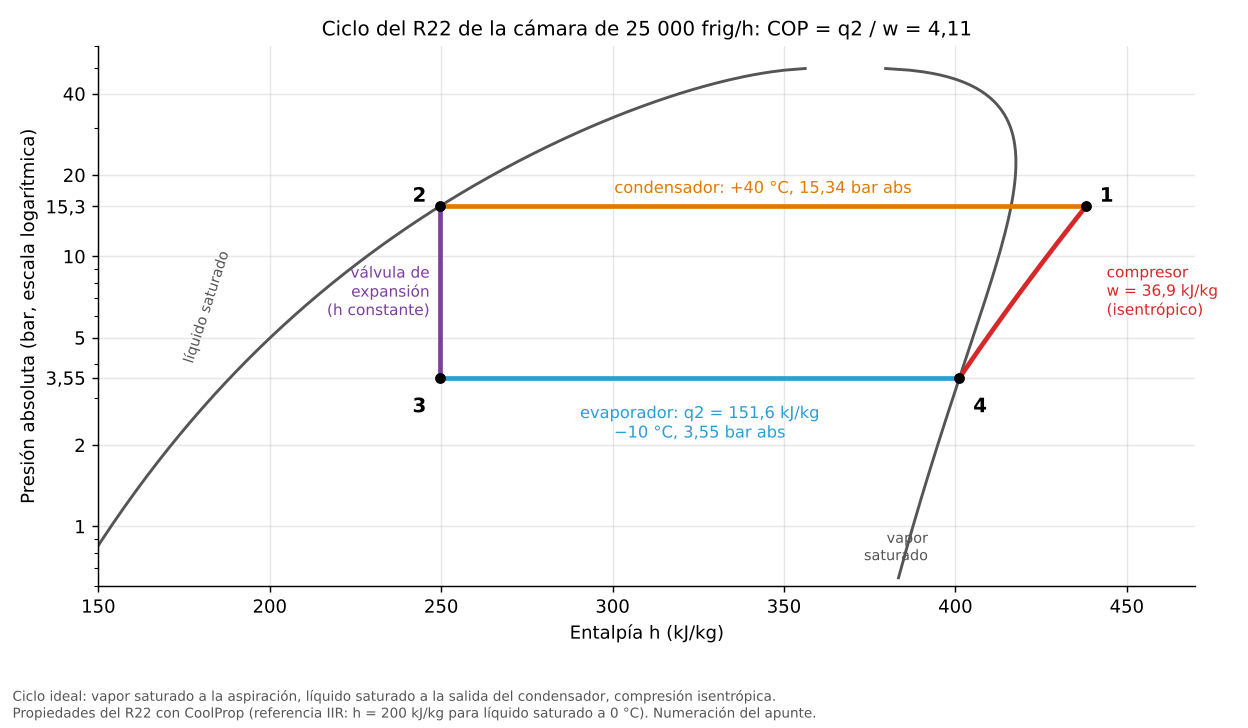 Ciclo del R22 de la cámara de 25 000 frig/h: COP = q2 / w = 4,11
Presión absoluta (bar, escala logarítmica)
40
20
15,3
10
5
3,55
2
1
líquido saturado
2
condensador: +40 °C, 15,34 bar abs
1
válvula de
expansión
(h constante)
compresor
w = 36,9 kJ/kg
(isentrópico)
3
evaporador: q2 = 151,6 kJ/kg
−10 °C, 3,55 bar abs
4
vapor
saturado
150
200
250
300
350
400
450
Entalpía h (kJ/kg)
Ciclo ideal: vapor saturado a la aspiración, líquido saturado a la salida del condensador, compresión isentrópica.
Propiedades del R22 con CoolProp (referencia IIR: h = 200 kJ/kg para líquido saturado a 0 °C). Numeración del apunte.